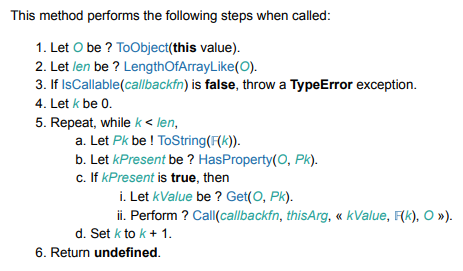 This method performs the following steps when called:
1. Let O be ? ToObject(this value).
2. Let len be ? LengthOfArrayLike(O).
3. If IsCallable(callbackfn) is false, throw a TypeError exception.
4. Let k be 0.
5. Repeat, while k < len,
a. Let Pk be ! ToString(𝔽(k)).
b. Let kPresent be ? HasProperty(O, Pk).
c. If kPresent is true, then
i. Let kValue be ? Get(O, Pk).
ii. Perform ? Call(callbackfn, thisArg, « kValue, 𝔽(k), O »).
d. Set k to k + 1.
6. Return undefined.